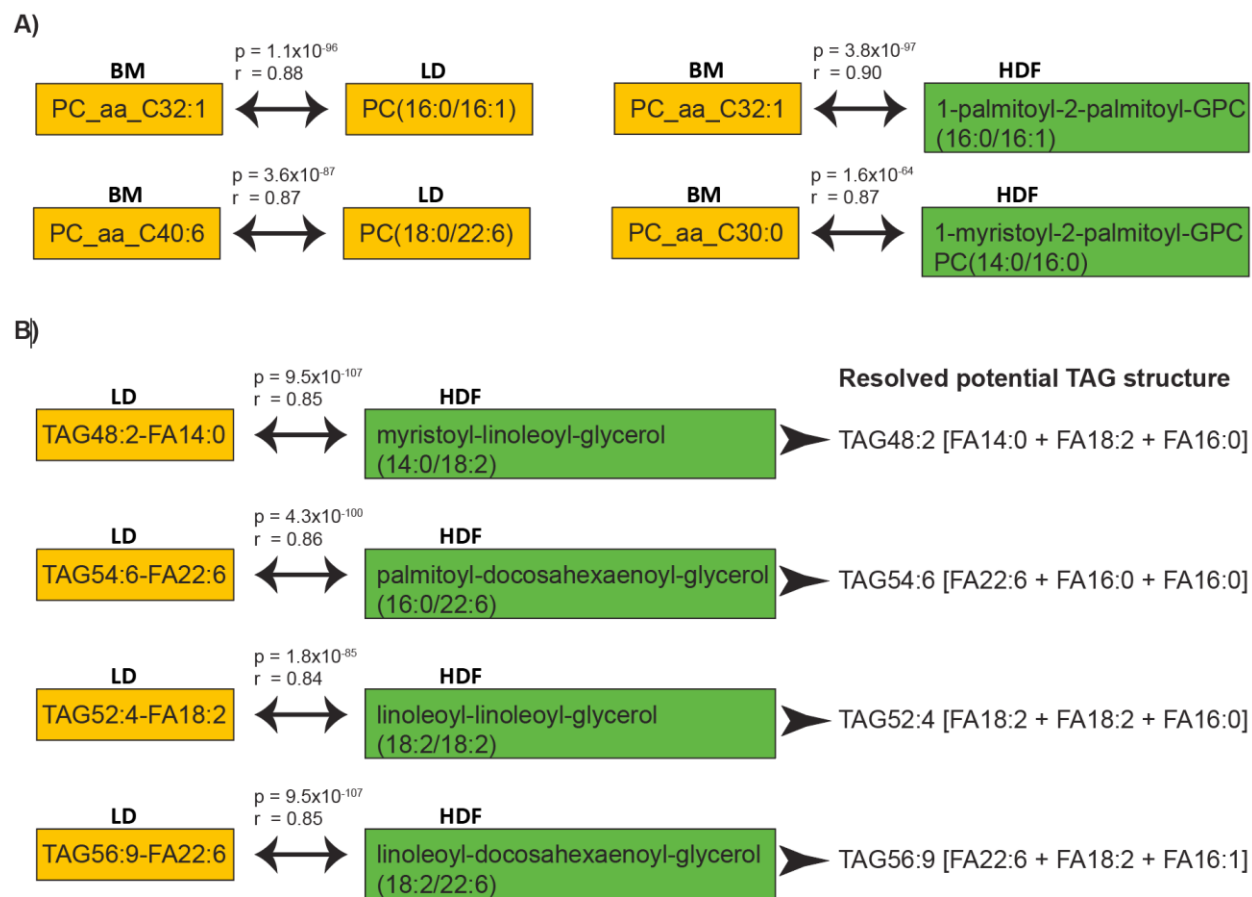 A)
p = 1.1x10-96
r = 0.88
BM
LD
PC_aa_C32:1
PC(16:0/16:1)
p = 3.8x10-97
r = 0.90
BM
HDF
PC_aa_C32:1
1-palmitoyl-2-palmitoyl-GPC
(16:0/16:1)
p = 3.6x10-87
r = 0.87
BM
LD
PC_aa_C40:6
PC(18:0/22:6)
p = 1.6x10-64
r = 0.87
BM
HDF
PC_aa_C30:0
1-myristoyl-2-palmitoyl-GPC
PC(14:0/16:0)
B)
Resolved potential TAG structure
p = 9.5x10-107
r = 0.85
LD
HDF
TAG48:2-FA14:0
myristoyl-linoleoyl-glycerol
(14:0/18:2)
TAG48:2 [FA14:0 + FA18:2 + FA16:0]
p = 4.3x10-100
r = 0.86
LD
HDF
TAG54:6-FA22:6
palmitoyl-docosahexaenoyl-glycerol
(16:0/22:6)
TAG54:6 [FA22:6 + FA16:0 + FA16:0]
p = 1.8x10-85
r = 0.84
LD
HDF
TAG52:4-FA18:2
linoleoyl-linoleoyl-glycerol
(18:2/18:2)
TAG52:4 [FA18:2 + FA18:2 + FA16:0]
p = 9.5x10-107
r = 0.85
LD
HDF
TAG56:9-FA22:6
linoleoyl-docosahexaenoyl-glycerol
(18:2/22:6)
TAG56:9 [FA22:6 + FA18:2 + FA16:1]